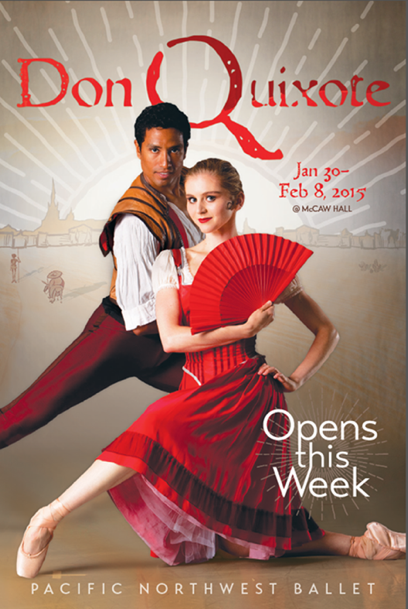 Don Quixote
Jan 30–
Feb 8, 2015
@ McCAW HALL
Opens
this
Week
PACIFIC NORTHWEST BALLET